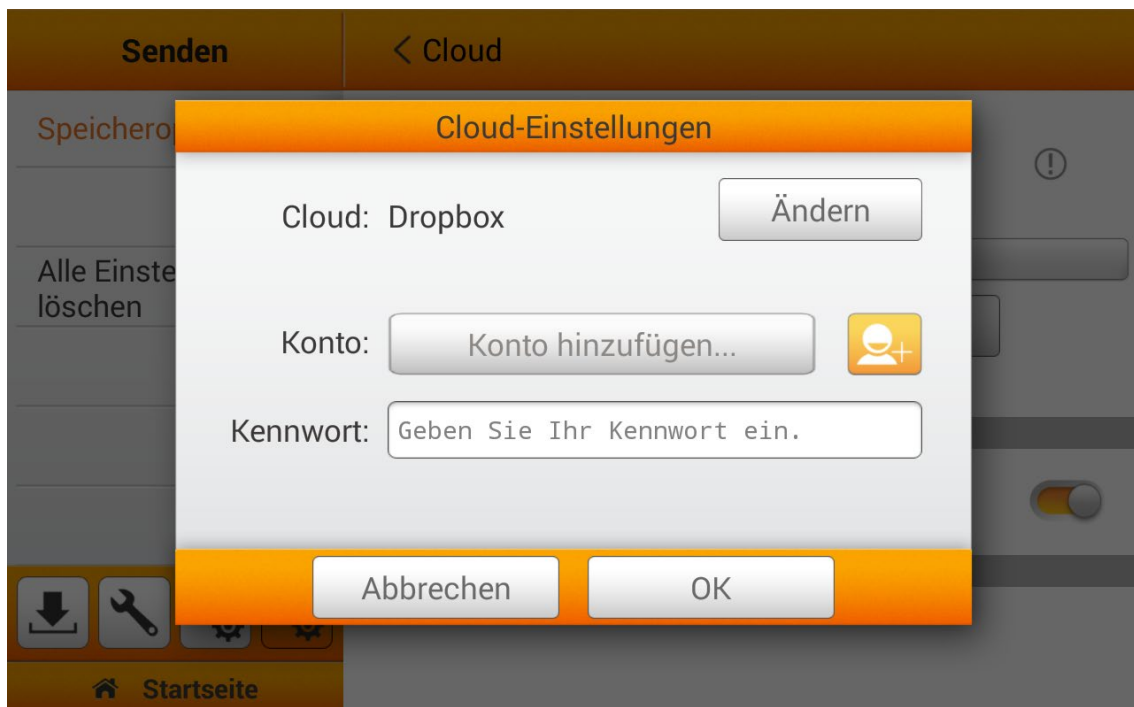 Senden
Cloud
Cloud-Einstellungen
Cloud: Dropbox
Ändern
Alle Einste
löschen
Konto:
Konto hinzufügen...
Kennwort:
Geben Sie Ihr Kennwort ein.
Abbrechen
OK
Startseite